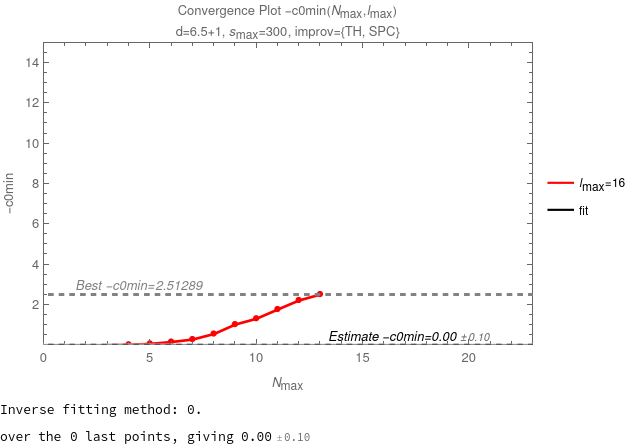 Convergence Plot −c0min(Nmax,lmax)
d=6.5+1, smax=300, improv={TH, SPC}
−c0min
14
12
10
8
6
4
2
0
5
10
15
20
Nmax
Best −c0min=2.51289
Estimate −c0min=0.00 ±0.10
lmax=16
fit
Inverse fitting method: 0.
over the 0 last points, giving 0.00 ±0.10